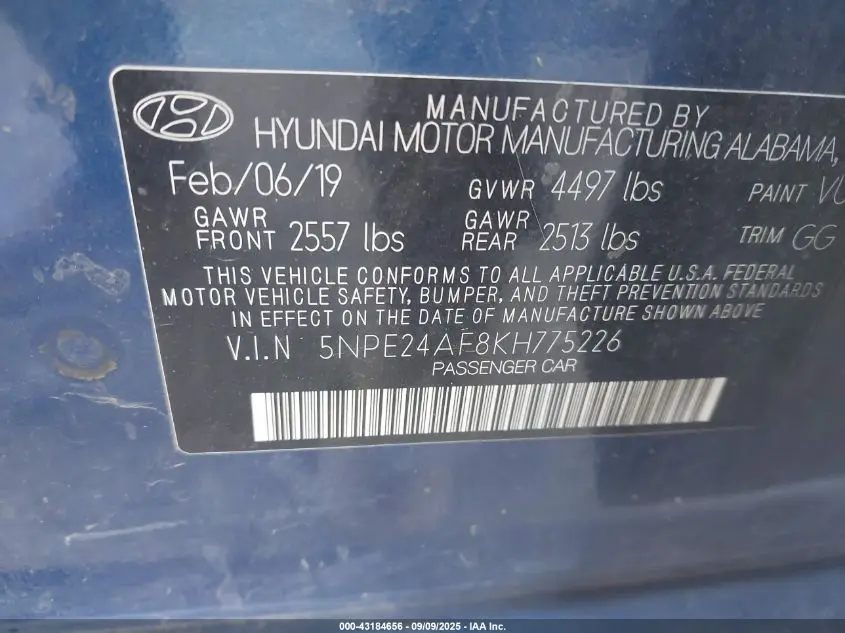 MANUFACTURED BY
HYUNDAI MOTOR MANUFACTURING ALABAMA,
Feb/06/19 GVWR 4497 lbs PAINT VU
GAWR FRONT 2557 lbs GAWR REAR 2513 lbs TRIM GG
THIS VEHICLE CONFORMS TO ALL APPLICABLE U.S.A. FEDERAL
MOTOR VEHICLE SAFETY, BUMPER, AND THEFT PREVENTION STANDARDS
IN EFFECT ON THE DATE OF MANUFACTURE SHOWN ABOVE
V.I.N 5NPE24AF8KH775226
PASSENGER CAR
000-43184656 - 09/09/2025 - IAA Inc.